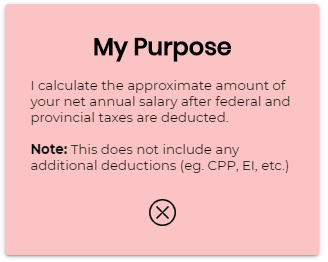 My Purpose
I calculate the approximate amount of
your net annual salary after federal and
provincial taxes are deducted.
Note: This does not include any
additional deductions (eg. CPP, EI, etc.)